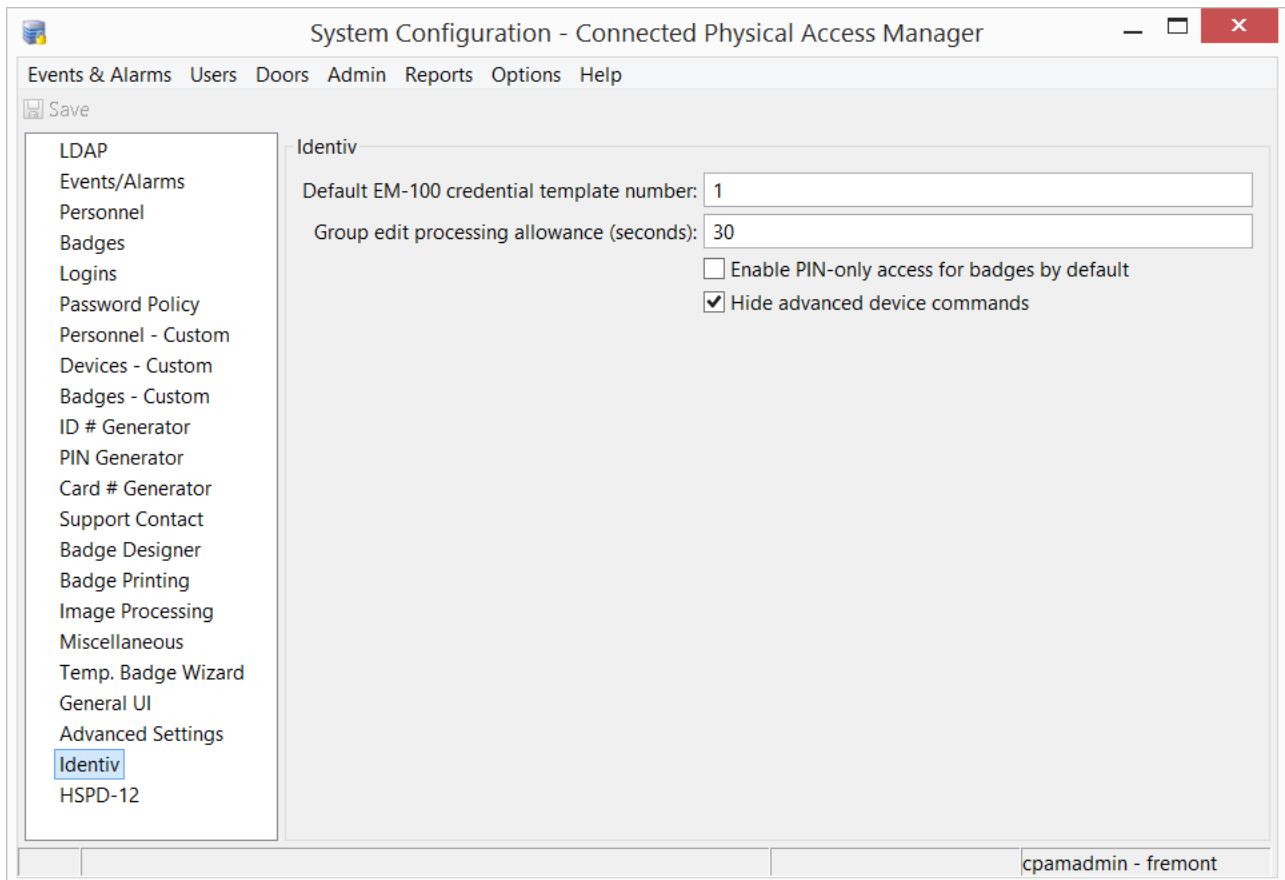 System Configuration - Connected Physical Access Manager
Events & Alarms Users Doors Admin Reports Options Help
Save
LDAP
Events/Alarms
Personnel
Badges
Logins
Password Policy
Personnel - Custom
Devices - Custom
Badges - Custom
ID # Generator
PIN Generator
Card # Generator
Support Contact
Badge Designer
Badge Printing
Image Processing
Miscellaneous
Temp. Badge Wizard
General UI
Advanced Settings
Identiv
HSPD-12
Identiv
Default EM-100 credential template number: 1
Group edit processing allowance (seconds): 30
Enable PIN-only access for badges by default
Hide advanced device commands
cpamadmin - fremont